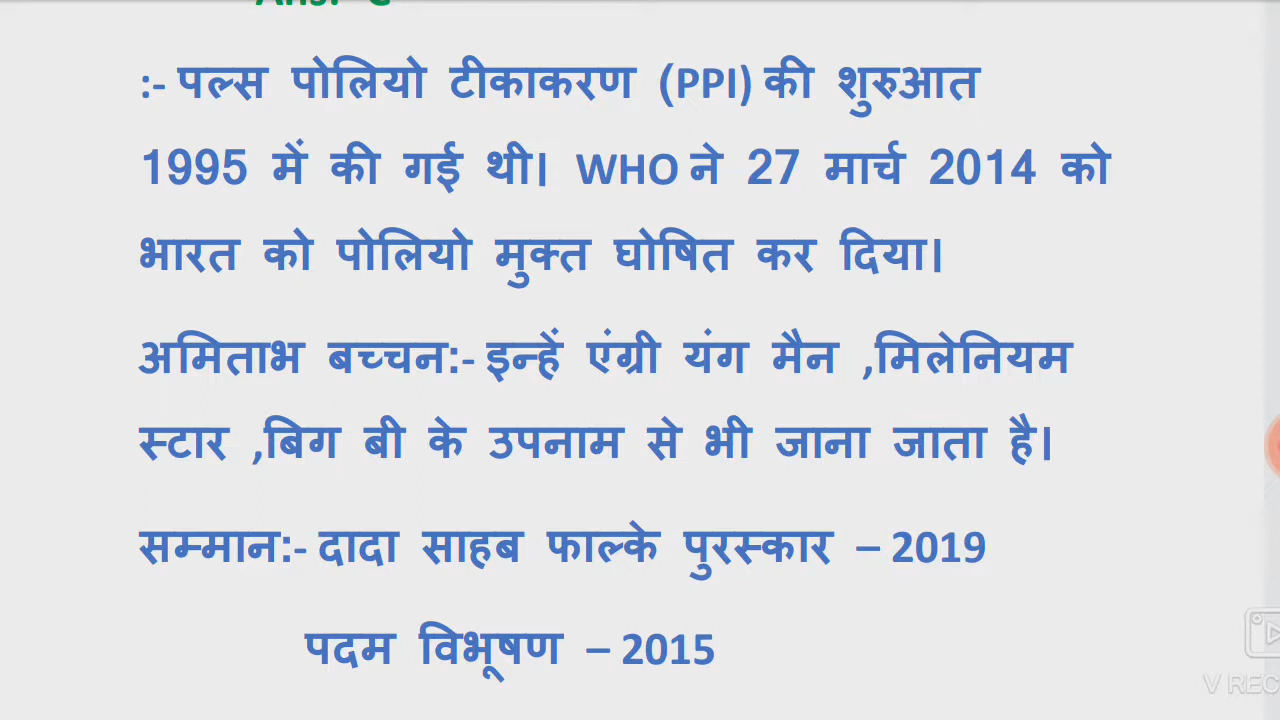 :- पल्स पोलियो टीकाकरण (PPI) की शुरुआत
1995 में की गई थी। WHO ने 27 मार्च 2014 को
भारत को पोलियो मुक्त घोषित कर दिया।
अमिताभ बच्चन:- इन्हें एंग्री यंग मैन ,मिलेनियम
स्टार ,बिग बी के उपनाम से भी जाना जाता है।
सम्मान:- दादा साहब फाल्के पुरस्कार – 2019
पदम विभूषण – 2015
V REC